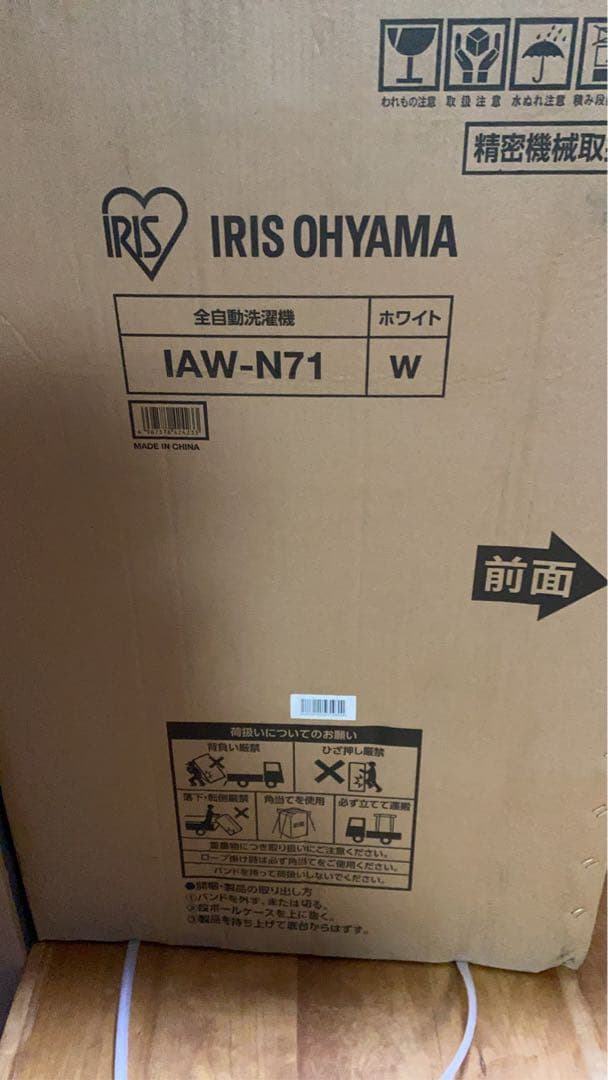 われもの注意 取扱注意 水ぬれ注意 積み段
精密機械取
IRIS IRIS OHYAMA
全自動洗濯機 ホワイト
IAW-N71 W
MADE IN CHINA
前面
荷扱いについてのお願い
背負い厳禁 ひざ押し厳禁
落下・転倒厳禁 角当てを使用 必ず立てて運搬
重量物につき取り扱いにご注意ください。
ロープ掛け時は必ず角当てをご使用ください。
バンドを持って荷扱いしないでください。
●開梱・製品の取り出し方
①バンドを外す、または切る。
②段ボールケースを上に抜く。
③製品を持ち上げて底台からはずす。